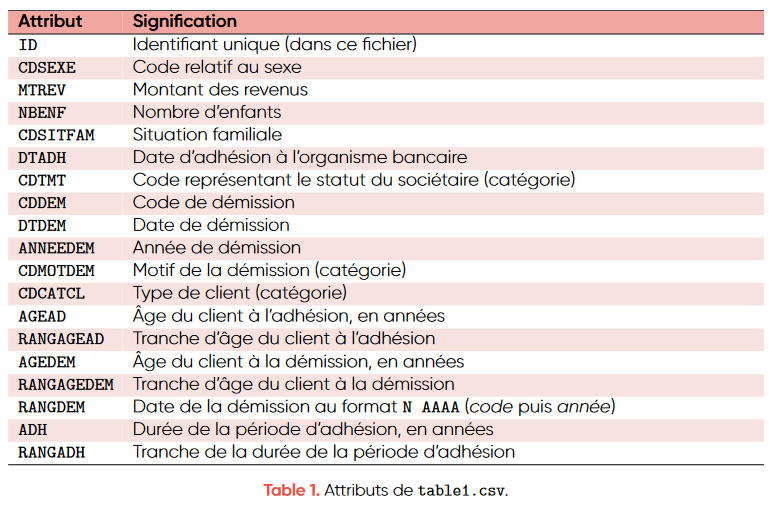 Attribut Signification
ID Identifiant unique (dans ce fichier)
CDSEXE Code relatif au sexe
MTREV Montant des revenus
NBENF Nombre d'enfants
CDSITFAM Situation familiale
DTADH Date d'adhésion à l'organisme bancaire
CDTMT Code représentant le statut du sociétaire (catégorie)
CDDEM Code de démission
DTDEM Date de démission
ANNEEDEM Année de démission
CDMOTDEM Motif de la démission (catégorie)
CDCATCL Type de client (catégorie)
AGEAD Âge du client à l'adhésion, en années
RANGAGEAD Tranche d'âge du client à l'adhésion
AGEDEM Âge du client à la démission, en années
RANGAGEDEM Tranche d'âge du client à la démission
RANGDEM Date de la démission au format N AAAA (code puis année)
ADH Durée de la période d'adhésion, en années
RANGADH Tranche de la durée de la période d'adhésion
Table 1. Attributs de table1.csv.